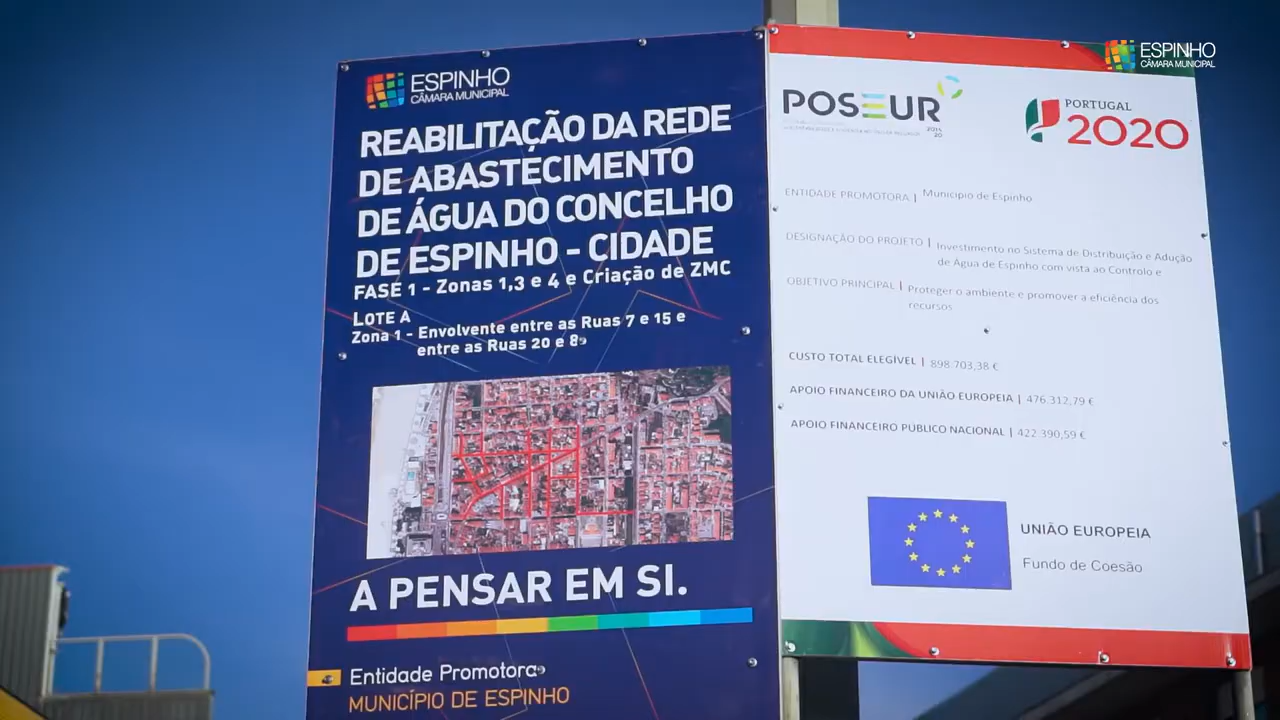 ESPINHO
CÂMARA MUNICIPAL
REABILITAÇÃO DA REDE
DE ABASTECIMENTO
DE ÁGUA DO CONCELHO
DE ESPINHO - CIDADE
FASE 1 - Zonas 1,3 e 4 e Criação de ZMC
LOTE A
Zona 1 - Envolvente entre as Ruas 7 e 15 e
entre as Ruas 20 e 8
A PENSAR EM SI.
Entidade Promotora
MUNICÍPIO DE ESPINHO
POSEUR
2014
20
PORTUGAL
2020
ENTIDADE PROMOTORA | Município de Espinho
DESIGNAÇÃO DO PROJETO | Investimento no Sistema de Distribuição e Adução
de Água de Espinho com vista ao Controlo e
OBJETIVO PRINCIPAL | Proteger o ambiente e promover a eficiência dos
recursos
CUSTO TOTAL ELEGÍVEL | 898.703,38 €
APOIO FINANCEIRO DA UNIÃO EUROPEIA | 476.312,79 €
APOIO FINANCEIRO PÚBLICO NACIONAL | 422.390,59 €
UNIÃO EUROPEIA
Fundo de Coesão
ESPINHO
CÂMARA MUNICIPAL